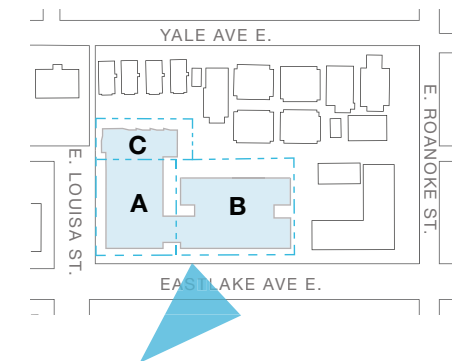 YALE AVE E.
E. ROANOKE ST.
C
E. LOUISA ST.
A
B
EASTLAKE AVE E.